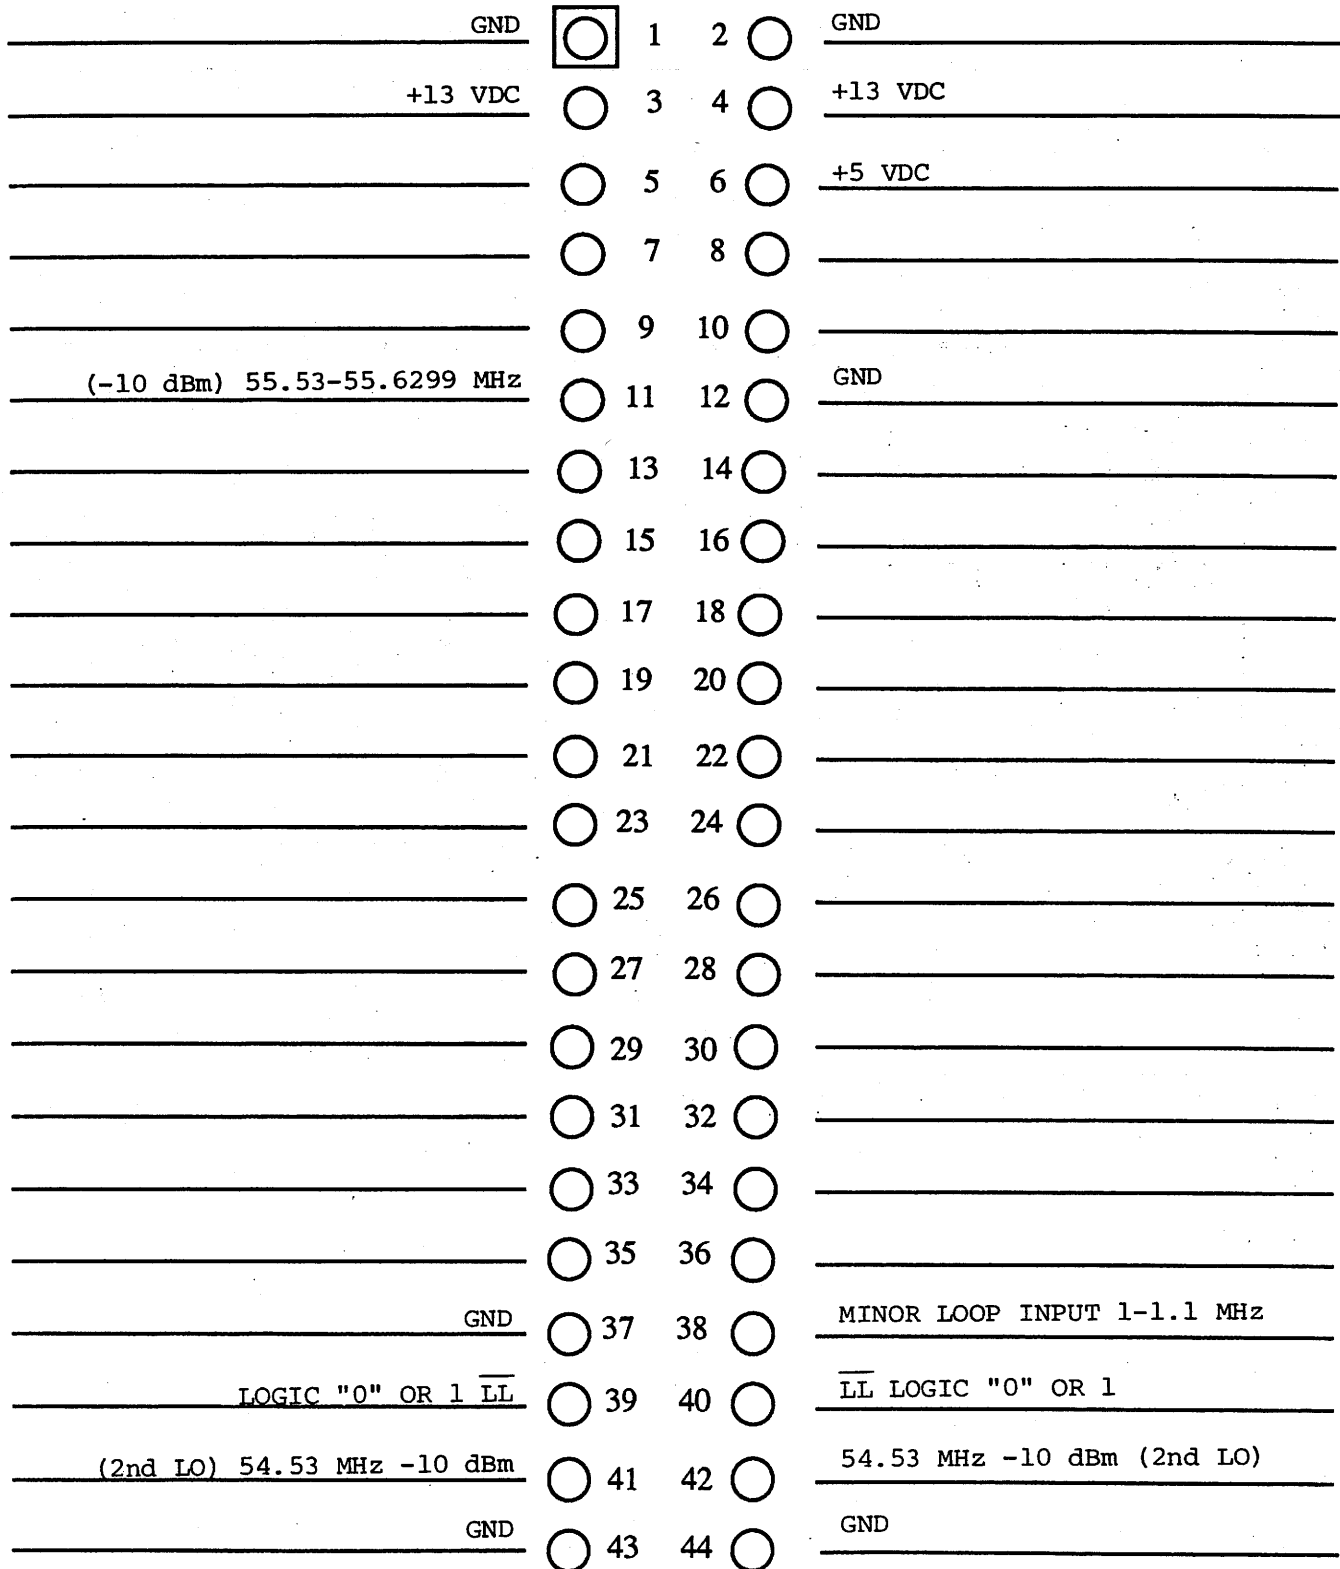 GND 1 2 GND
+13 VDC 3 4 +13 VDC
5 6 +5 VDC
7 8
9 10
(-10 dBm) 55.53-55.6299 MHz 11 12 GND
13 14
15 16
17 18
19 20
21 22
23 24
25 26
27 28
29 30
31 32
33 34
35 36
GND 37 38 MINOR LOOP INPUT 1-1.1 MHz
LOGIC "0" OR 1 L̅L̅ 39 40 L̅L̅ LOGIC "0" OR 1
(2nd LO) 54.53 MHz -10 dBm 41 42 54.53 MHz -10 dBm (2nd LO)
GND 43 44 GND